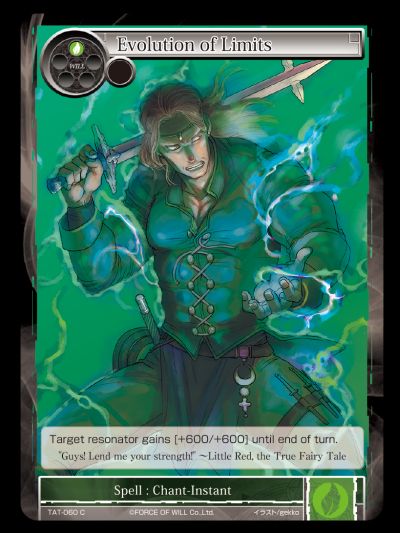 Evolution of Limits
WILL
Target resonator gains [+600/+600] until end of turn.
"Guys! Lend me your strength!" ~Little Red, the True Fairy Tale
Spell : Chant-Instant
TAT-060 C ©FORCE OF WILL Co.,Ltd. イラスト/gekko